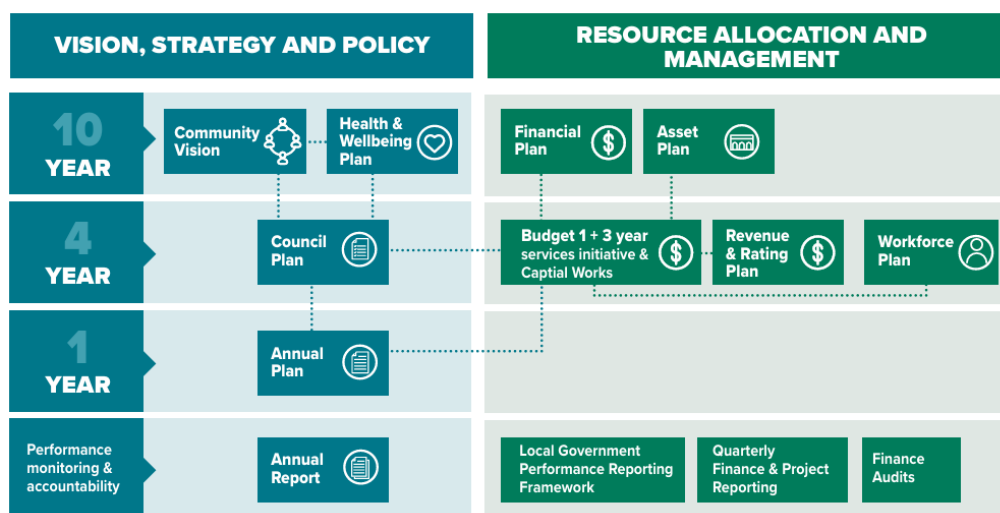 VISION, STRATEGY AND POLICY
RESOURCE ALLOCATION AND
MANAGEMENT
10
YEAR
Community
Vision
Health &
Wellbeing
Plan
Financial
Plan
$
Asset
Plan
4
YEAR
Council
Plan
Budget 1 + 3 year
services initiative &
Captial Works
$
Revenue
& Rating
Plan
$
Workforce
Plan
1
YEAR
Annual
Plan
Performance
monitoring &
accountability
Annual
Report
Local Government
Performance Reporting
Framework
Quarterly
Finance & Project
Reporting
Finance
Audits